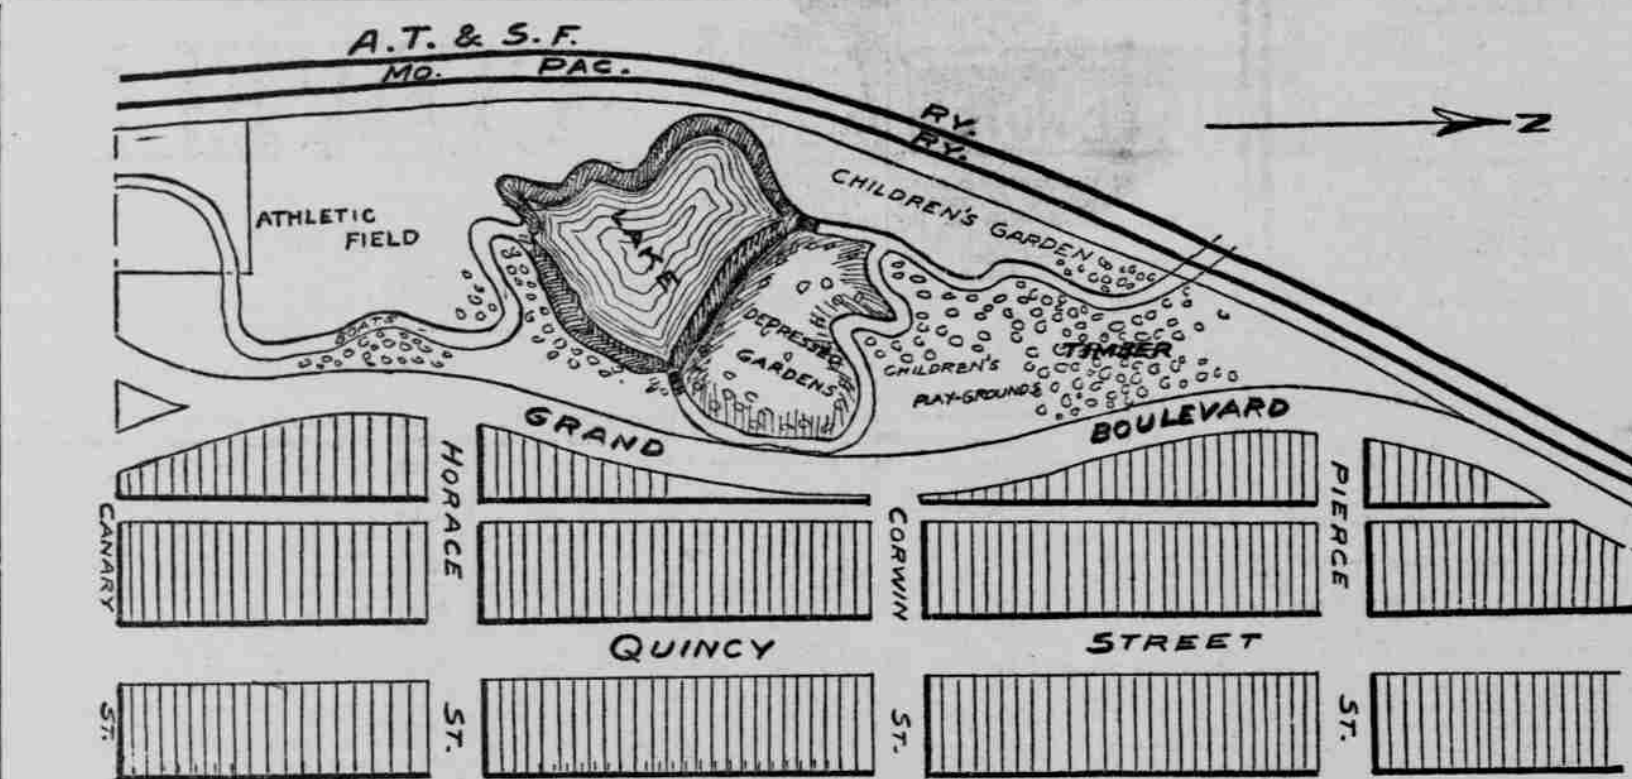 A.T. & S.F.
MO. PAC.
RY.
RY.
N
CHILDREN'S GARDEN
ATHLETIC
FIELD
LAKE
BOATS
DEPRESSED
GARDENS
TIMBER
CHILDREN'S
PLAY-GROUNDS
GRAND
BOULEVARD
CANARY
HORACE
CORWIN
PIERCE
QUINCY
STREET
ST.
ST.
ST.
ST.